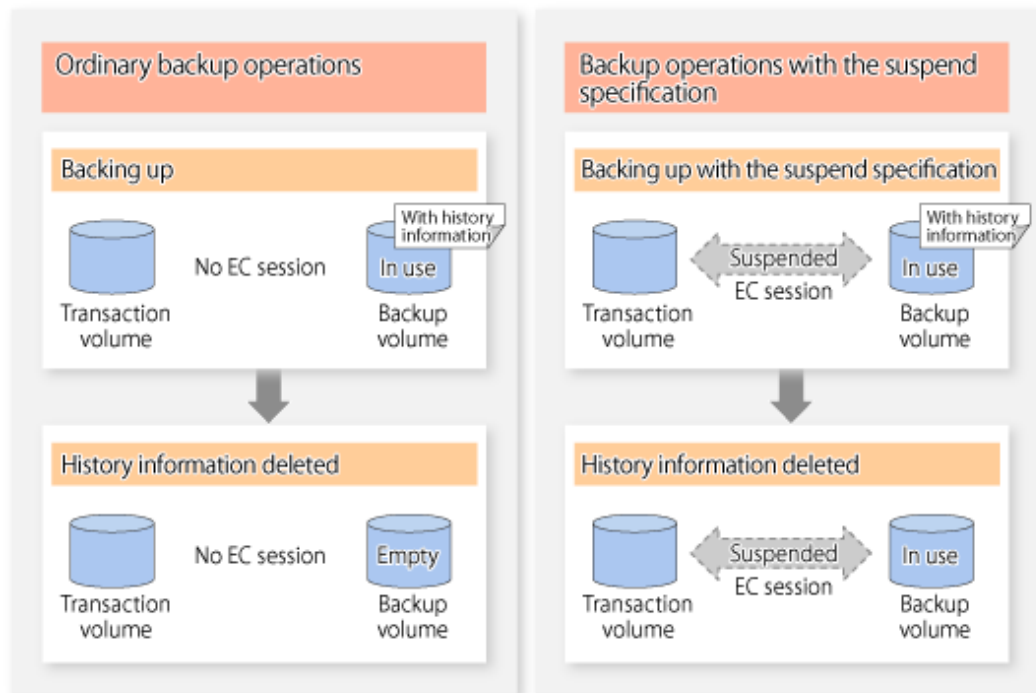 Ordinary backup operations
Backing up
With history
information
In use
No EC session
Transaction
volume
Backup
volume
History information deleted
No EC session
Empty
Transaction
volume
Backup
volume
Backup operations with the suspend
specification
Backing up with the suspend specification
With history
information
Suspended
In use
EC session
Transaction
volume
Backup
volume
History information deleted
Suspended
In use
EC session
Transaction
volume
Backup
volume